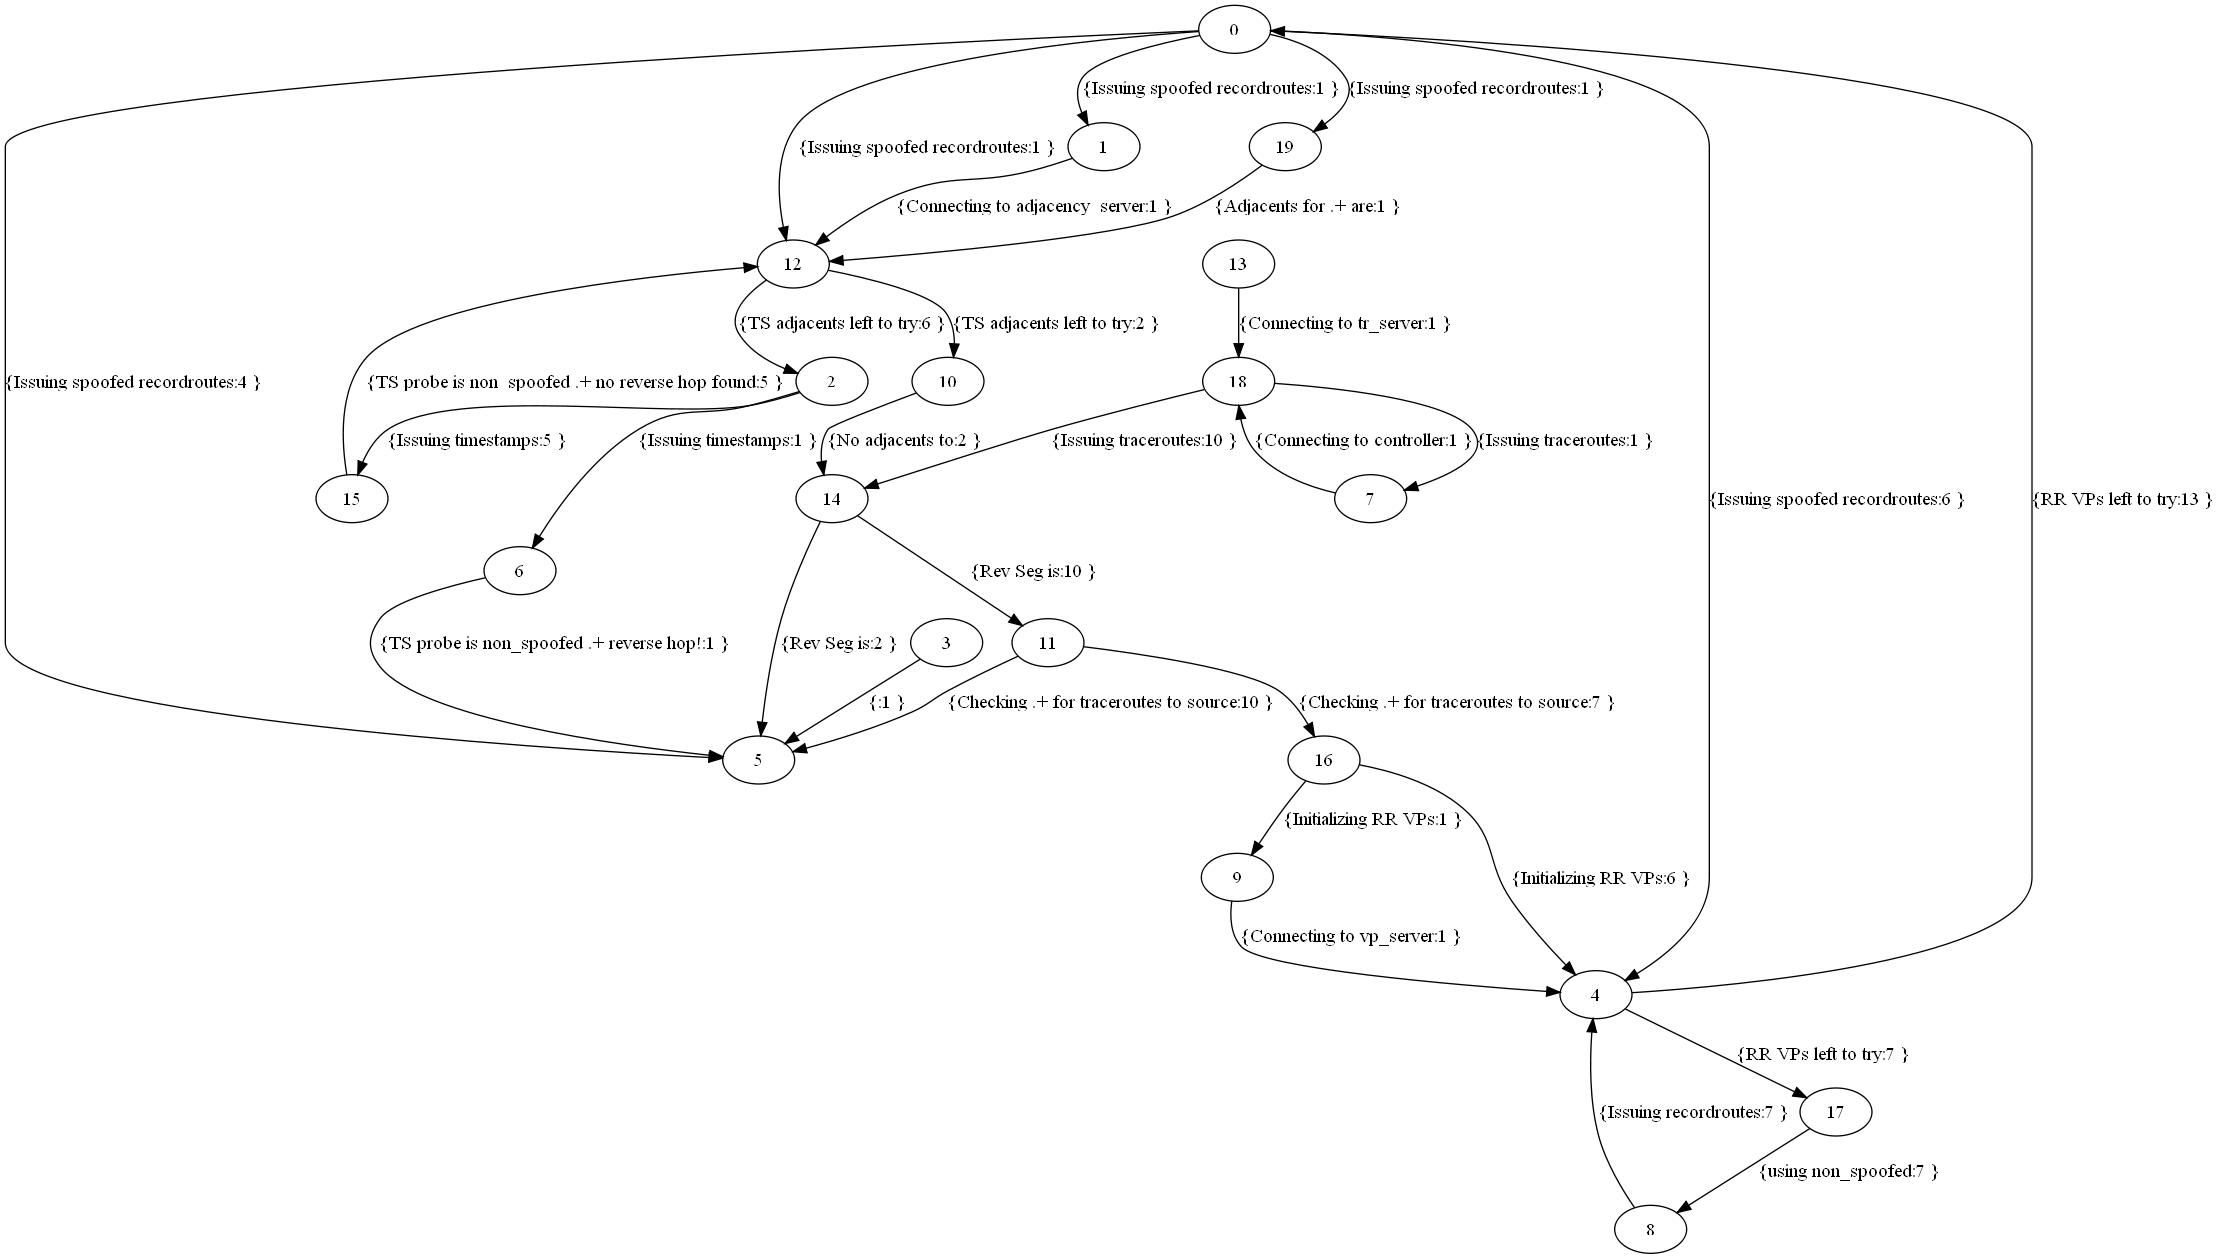 0
{Issuing spoofed recordroutes:1 }
{Issuing spoofed recordroutes:1 }
{Issuing spoofed recordroutes:1 }
1
19
{Connecting to adjacency_server:1 }
{Adjacents for .+ are:1 }
12
13
{TS adjacents left to try:6 }
{TS adjacents left to try:2 }
{Connecting to tr_server:1 }
{Issuing spoofed recordroutes:4 }
{TS probe is non_spoofed .+ no reverse hop found:5 }
2
10
18
{Issuing timestamps:5 }
{Issuing timestamps:1 }
{No adjacents to:2 }
{Issuing traceroutes:10 }
{Connecting to controller:1 }
{Issuing traceroutes:1 }
15
14
7
{Issuing spoofed recordroutes:6 }
{RR VPs left to try:13 }
6
{Rev Seg is:10 }
{TS probe is non_spoofed .+ reverse hop!:1 }
{Rev Seg is:2 }
3
11
{:1 }
{Checking .+ for traceroutes to source:10 }
{Checking .+ for traceroutes to source:7 }
5
16
{Initializing RR VPs:1 }
9
{Initializing RR VPs:6 }
{Connecting to vp_server:1 }
4
{RR VPs left to try:7 }
{Issuing recordroutes:7 }
17
{using non_spoofed:7 }
8